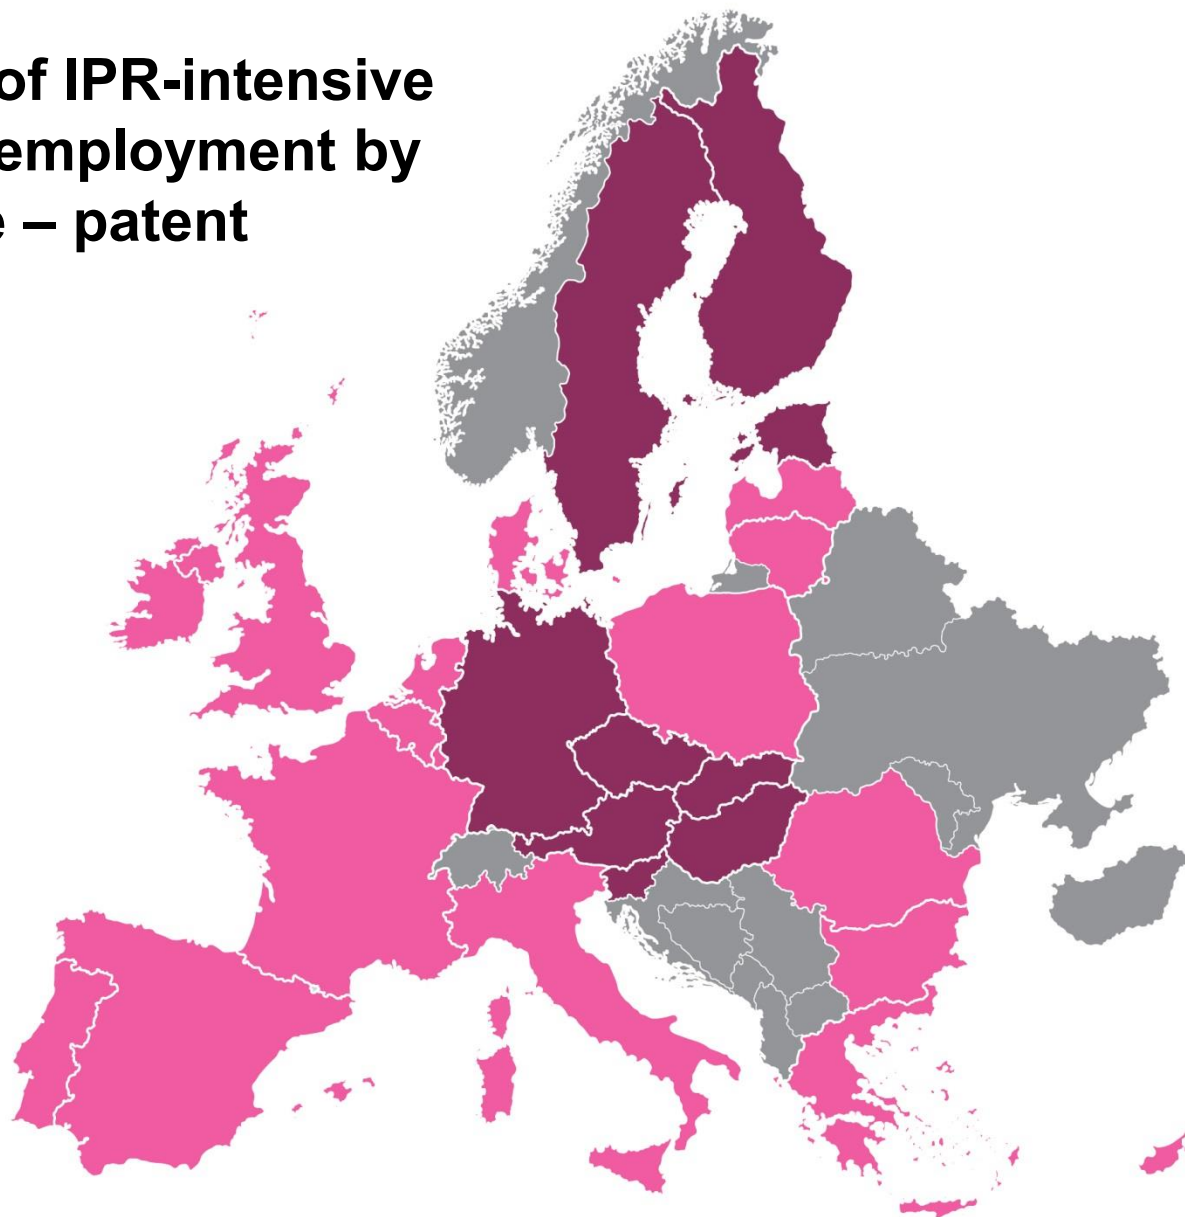 of IPR-intensive
employment by
– patent